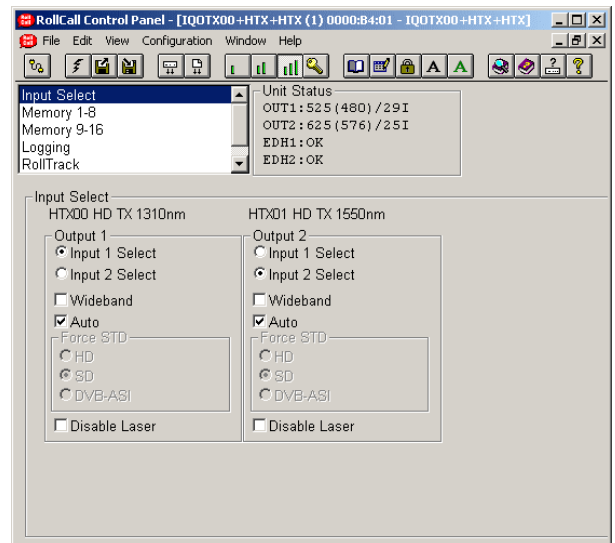 RollCall Control Panel - [IQOTX00+HTX+HTX (1) 0000:B4:01 - IQOTX00+HTX+HTX]
File Edit View Configuration Window Help
A A ? ?
Input Select
Memory 1-8
Memory 9-16
Logging
RollTrack
Unit Status
OUT1:525(480)/29I
OUT2:625(576)/25I
EDH1:OK
EDH2:OK
Input Select
HTX00 HD TX 1310nm HTX01 HD TX 1550nm
Output 1 Output 2
Input 1 Select Input 1 Select
Input 2 Select Input 2 Select
Wideband Wideband
Auto Auto
Force STD Force STD
HD HD
SD SD
DVB-ASI DVB-ASI
Disable Laser Disable Laser